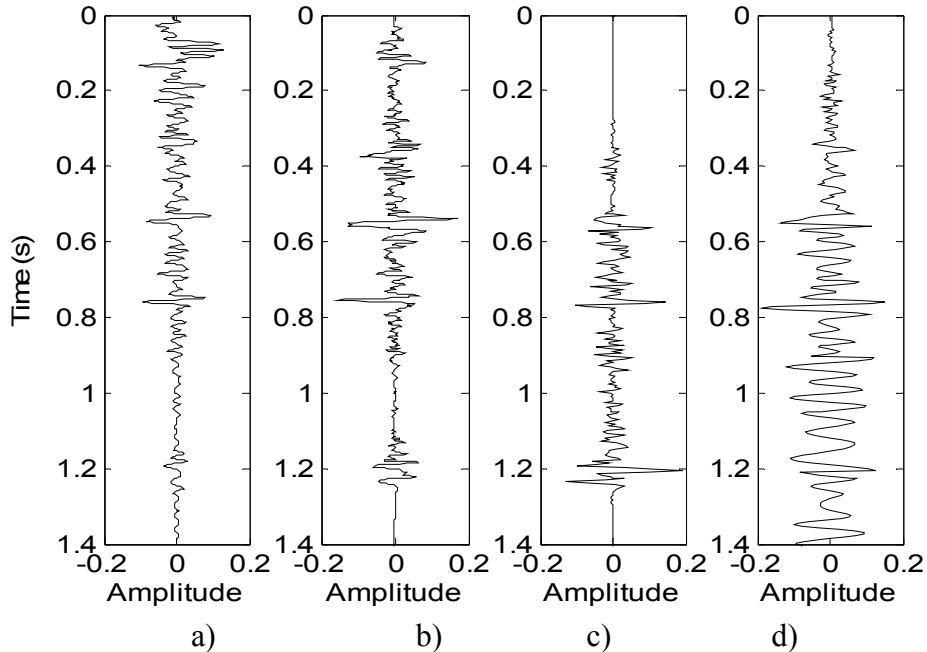 0 0 0 0
0.2 0.2 0.2 0.2
0.4 0.4 0.4 0.4
0.6 0.6 0.6 0.6
Time(s)
0.8 0.8 0.8 0.8
1 1 1 1
1.2 1.2 1.2 1.2
1.4 1.4 1.4 1.4
-0.2 0 0.2 -0.2 0 0.2 -0.2 0 0.2 -0.2 0 0.2
Amplitude Amplitude Amplitude Amplitude
a) b) c) d)